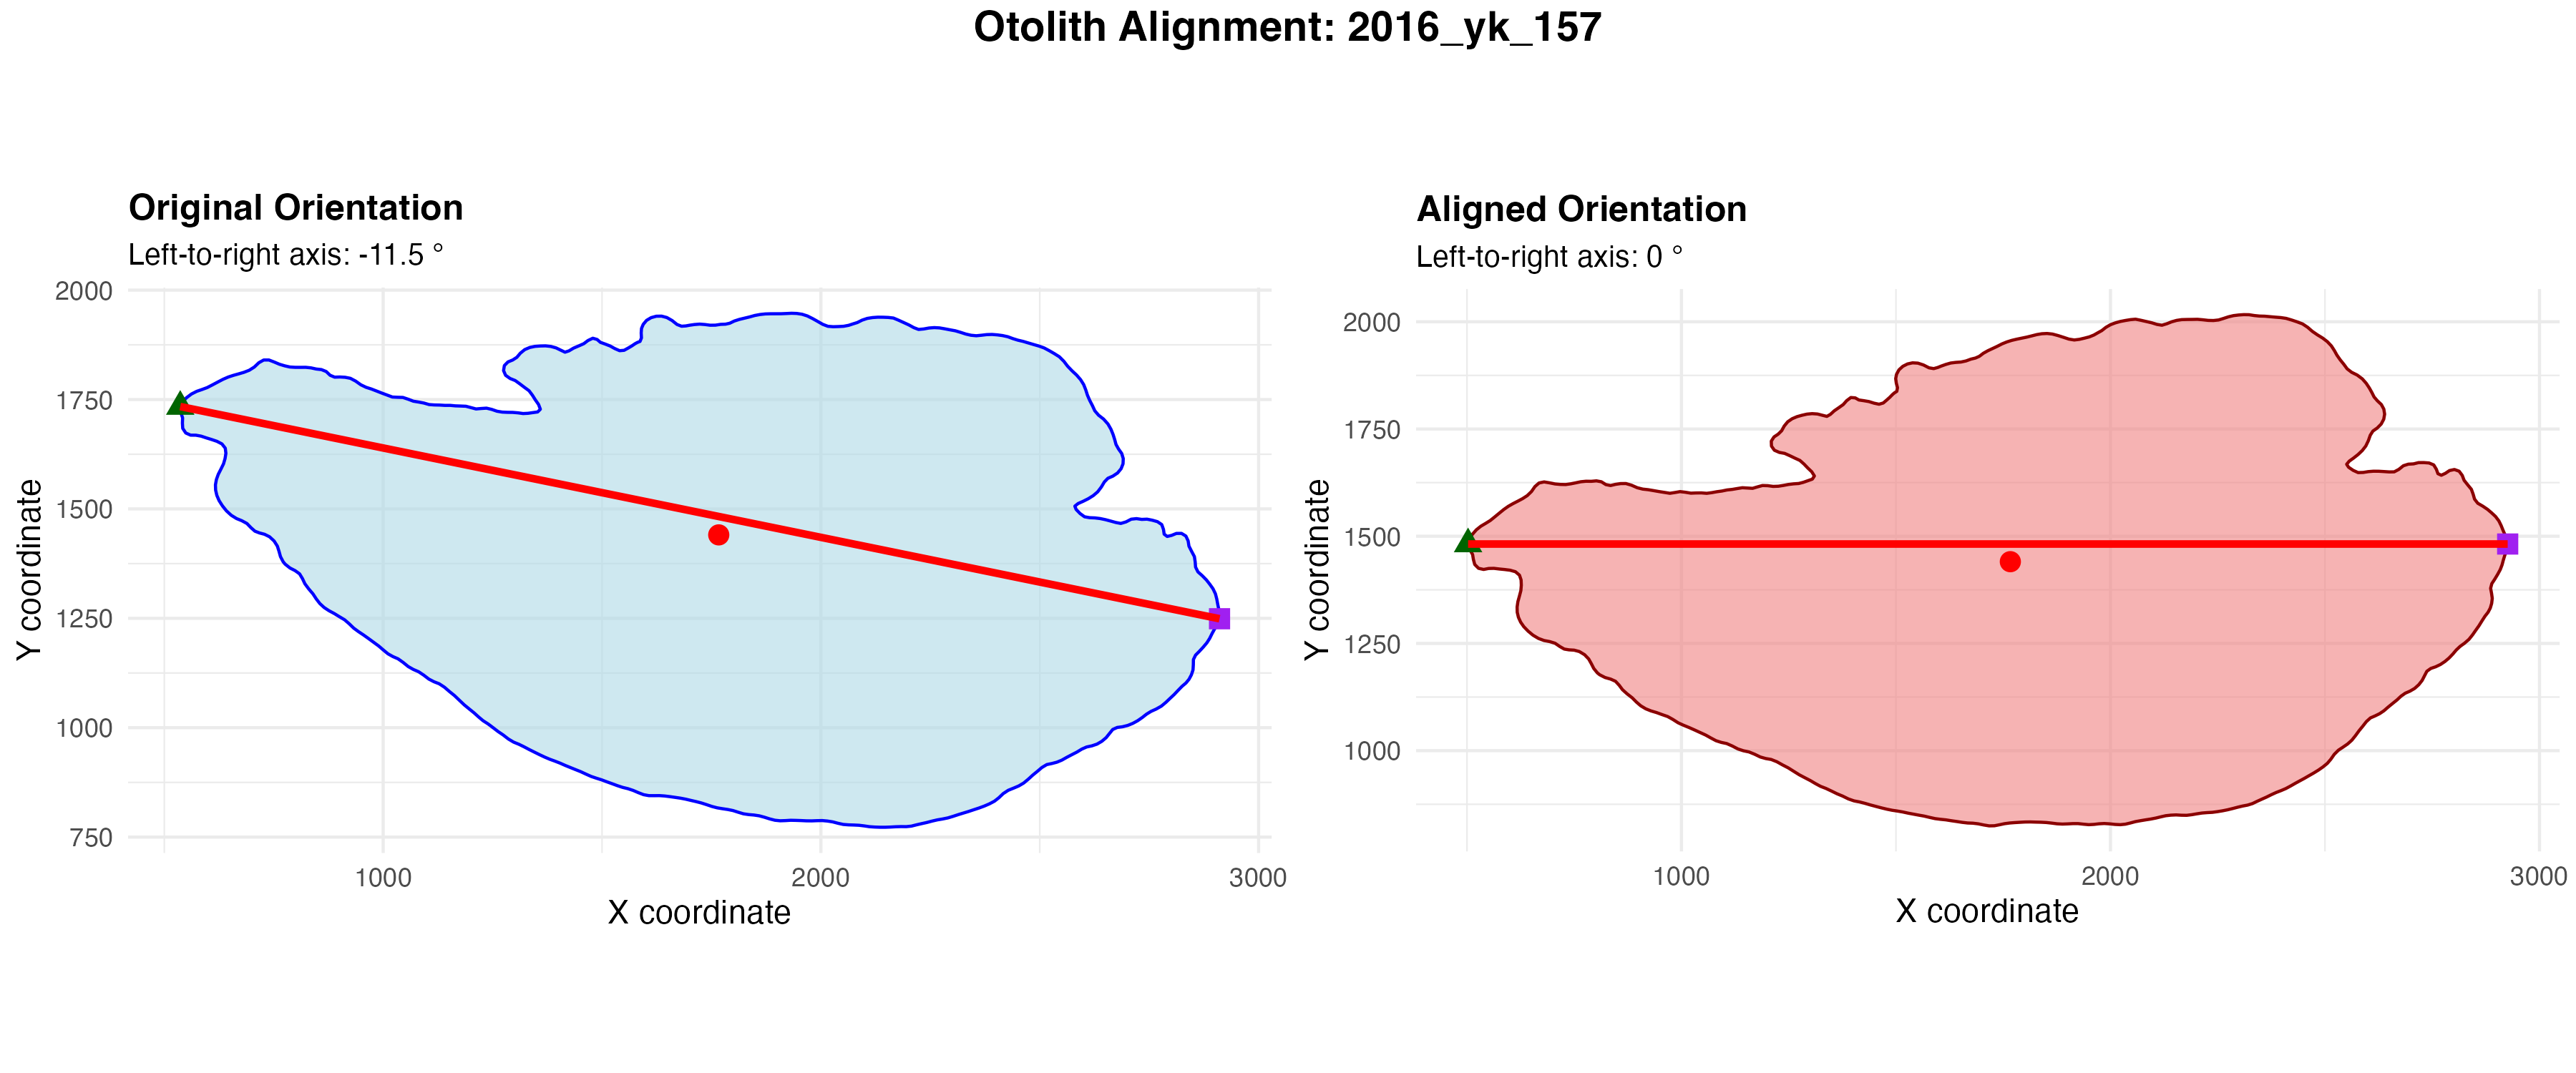 Otolith Alignment: 2016_yk_157
Original Orientation
Left-to-right axis: -11.5 °
2000
1750
1500
1250
1000
750
Y coordinate
1000
2000
3000
X coordinate
Aligned Orientation
Left-to-right axis: 0 °
2000
1750
1500
1250
1000
Y coordinate
1000
2000
3000
X coordinate